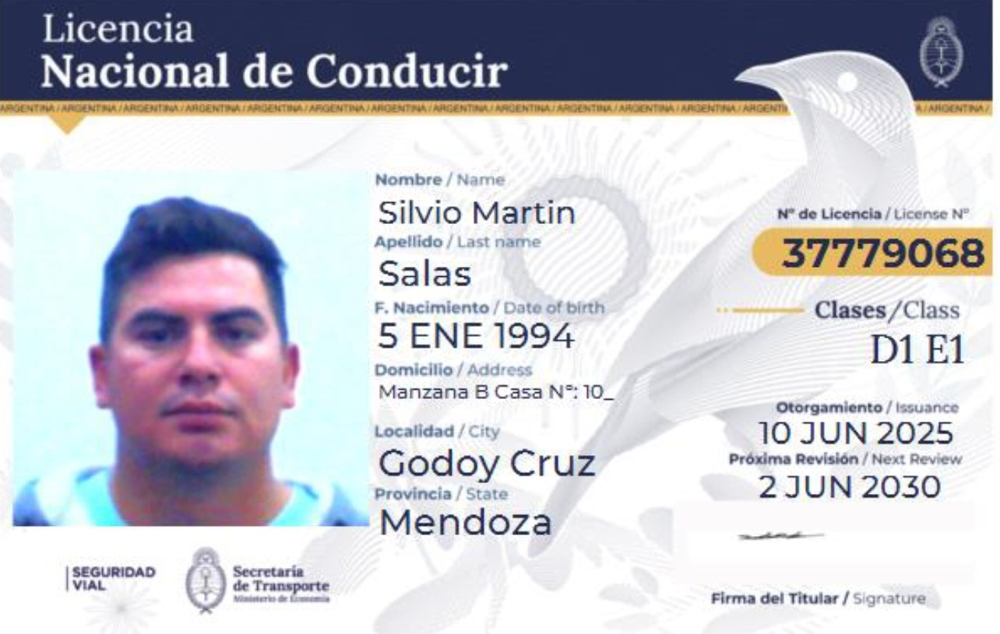 Licencia
Nacional de Conducir
ARGENTINA / ARGENTINA / ARGENTINA / ARGENTINA / ARGENTINA / ARGENTINA / ARGENTINA / ARGENTINA / ARGENTINA / ARGENTINA / ARGENTINA / ARGENTINA / ARGENTI A / ARGENTINA /
Nombre / Name
Silvio Martin
Apellido / Last name
Salas
F. Nacimiento / Date of birth
5 ENE 1994
Domicilio / Address
Manzana B Casa N°: 10_
Localidad / City
Godoy Cruz
Provincia / State
Mendoza
N° de Licencia / License N°
37779068
Clases/Class
D1 E1
Otorgamiento / Issuance
10 JUN 2025
Próxima Revisión / Next Review
2 JUN 2030
Firma del Titular / Signature
SEGURIDAD
VIAL
Secretaría
de Transporte
Ministerio de Economía